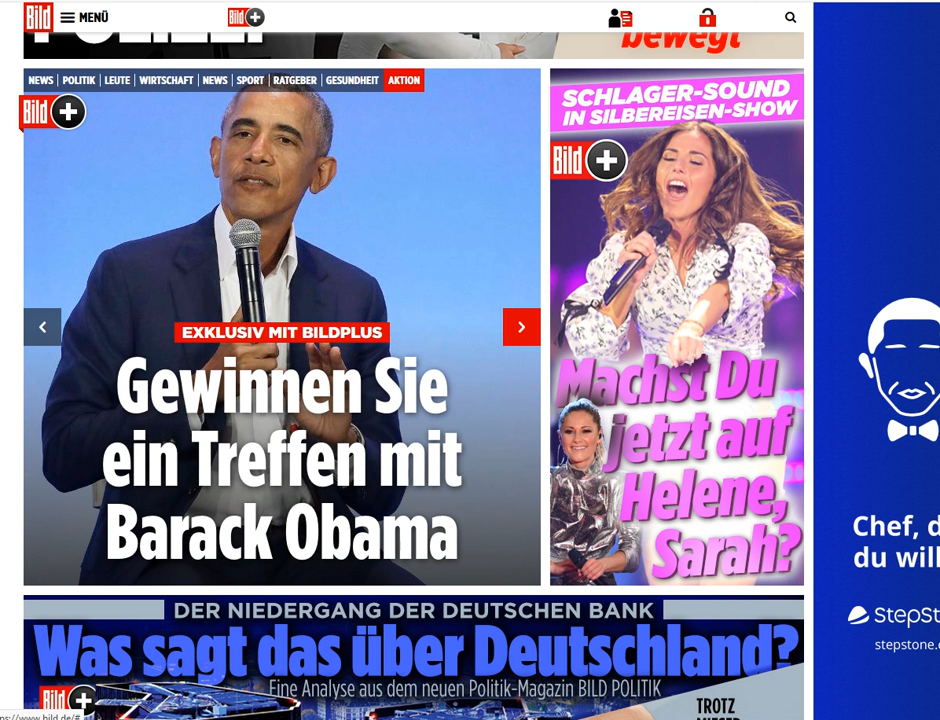 Bild
MENÜ
Bild +
bewegt
NEWS | POLITIK | LEUTE | WIRTSCHAFT | NEWS | SPORT | RATGEBER | GESUNDHEIT AKTION
Bild +
EXKLUSIV MIT BILDPLUS
Gewinnen Sie
ein Treffen mit
Barack Obama
SCHLAGER-SOUND
IN SILBEREISEN-SHOW
Bild +
Machst Du
jetzt auf
Helene,
Sarah?
DER NIEDERGANG DER DEUTSCHEN BANK
Was sagt das über Deutschland?
Eine Analyse aus dem neuen Politik-Magazin BILD POLITIK
Bild +
TROTZ
Chef, d
du will
StepSt
stepstone.